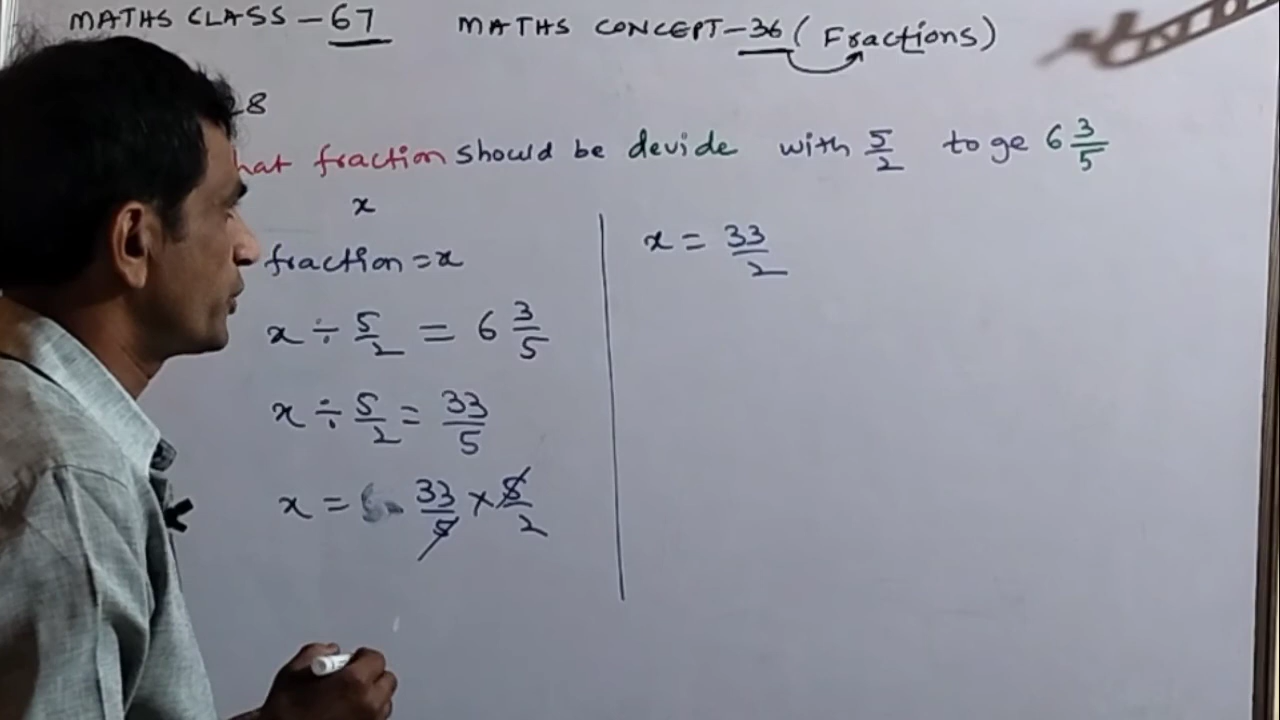 MATHS CLASS - 67 MATHS CONCEPT-36 (Fractions)
28
hat fraction should be devide with 5/2 to ge 6 3/5
x
fraction = x
x ÷ 5/2 = 6 3/5
x ÷ 5/2 = 33/5
x = 33/5 × 5/2
x = 33/2